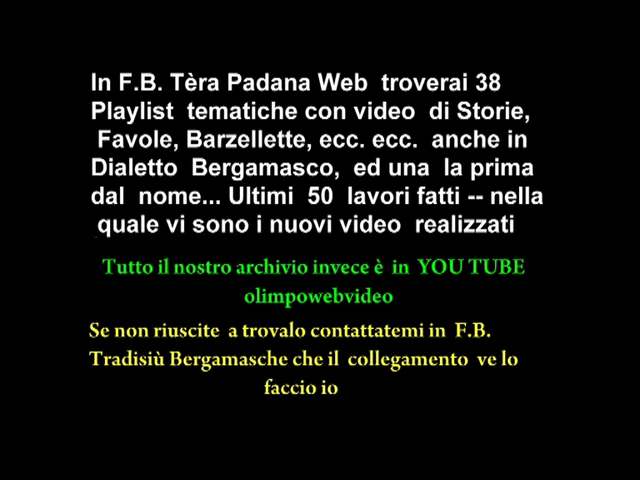 In F.B. Tèra Padana Web troverai 38
Playlist tematiche con video di Storie,
Favole, Barzellette, ecc. ecc. anche in
Dialetto Bergamasco, ed una la prima
dal nome... Ultimi 50 lavori fatti -- nella
quale vi sono i nuovi video realizzati
Tutto il nostro archivio invece è in YOU TUBE
olimpowebvideo
Se non riuscite a trovalo contattatemi in F.B.
Tradisiù Bergamasche che il collegamento ve lo
faccio io